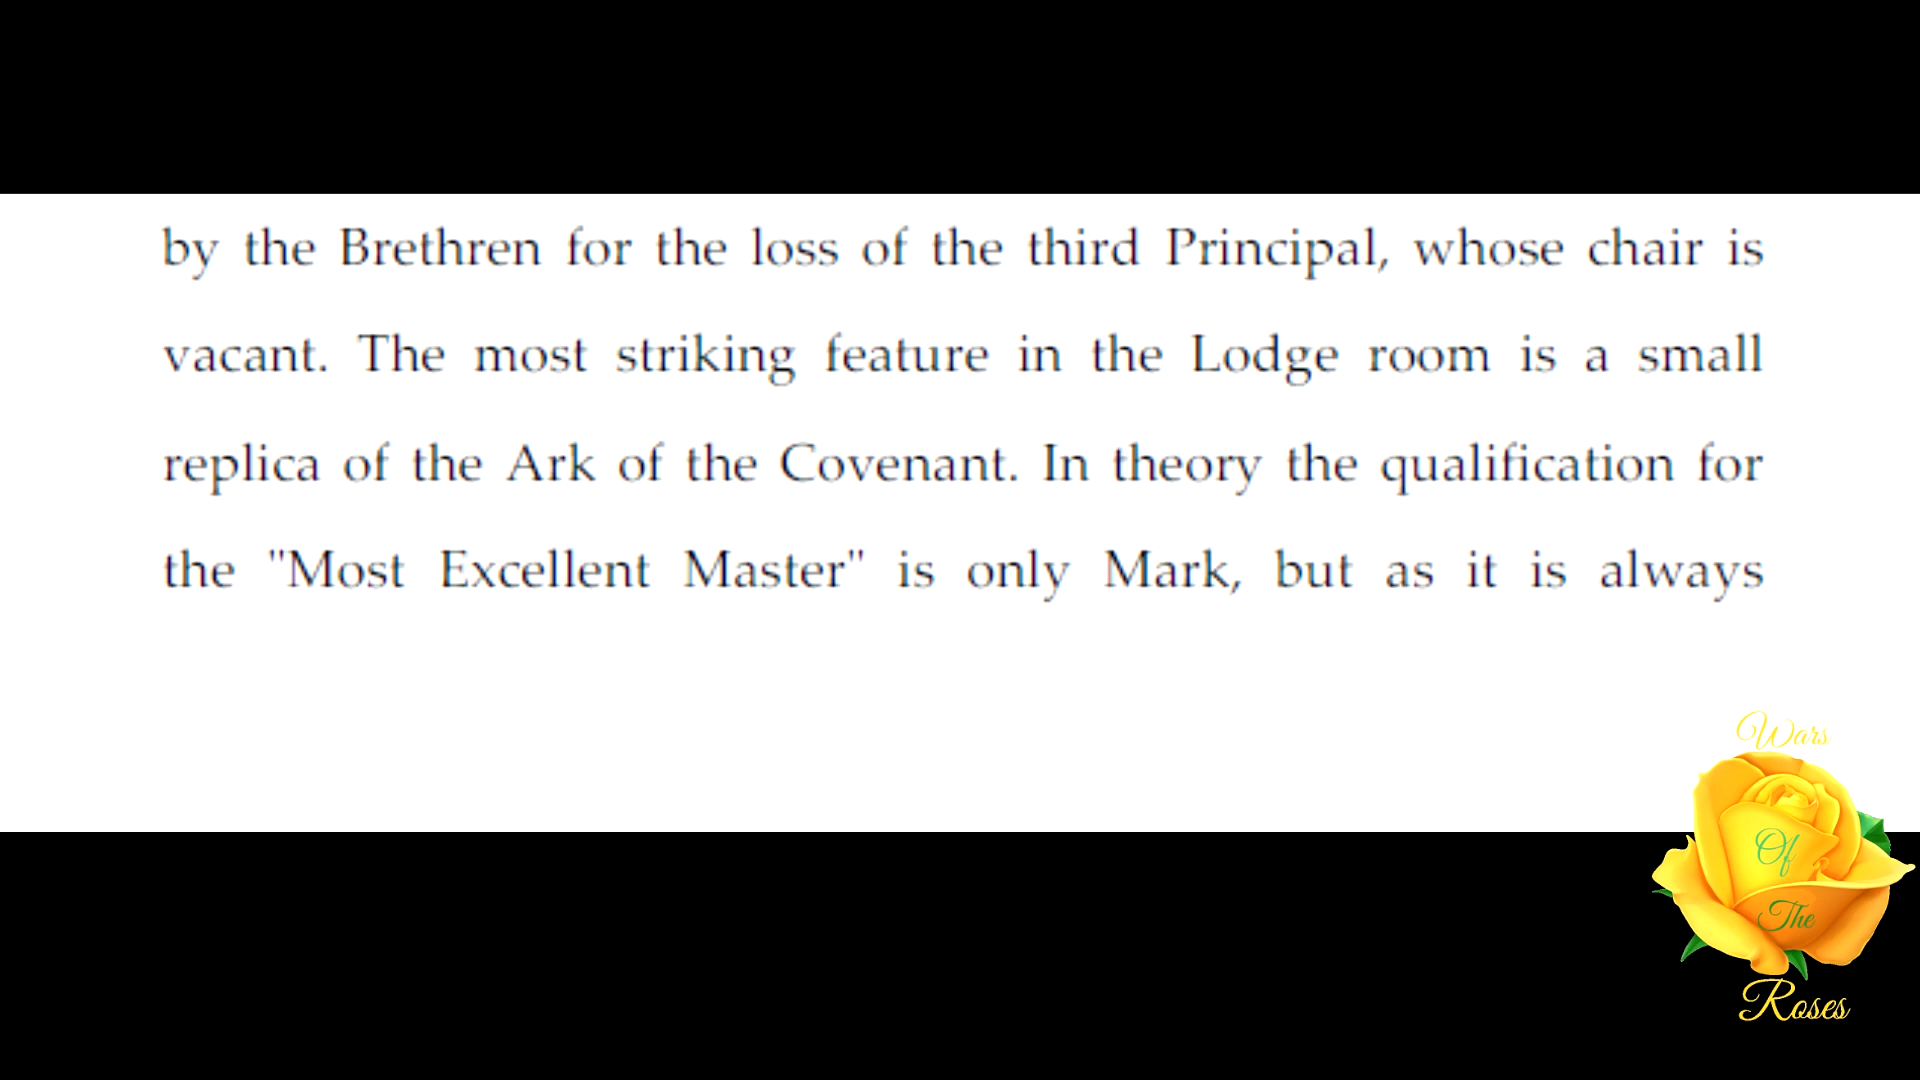 by the Brethren for the loss of the third Principal, whose chair is
vacant. The most striking feature in the Lodge room is a small
replica of the Ark of the Covenant. In theory the qualification for
the "Most Excellent Master" is only Mark, but as it is always
Wars
Of
The
Roses